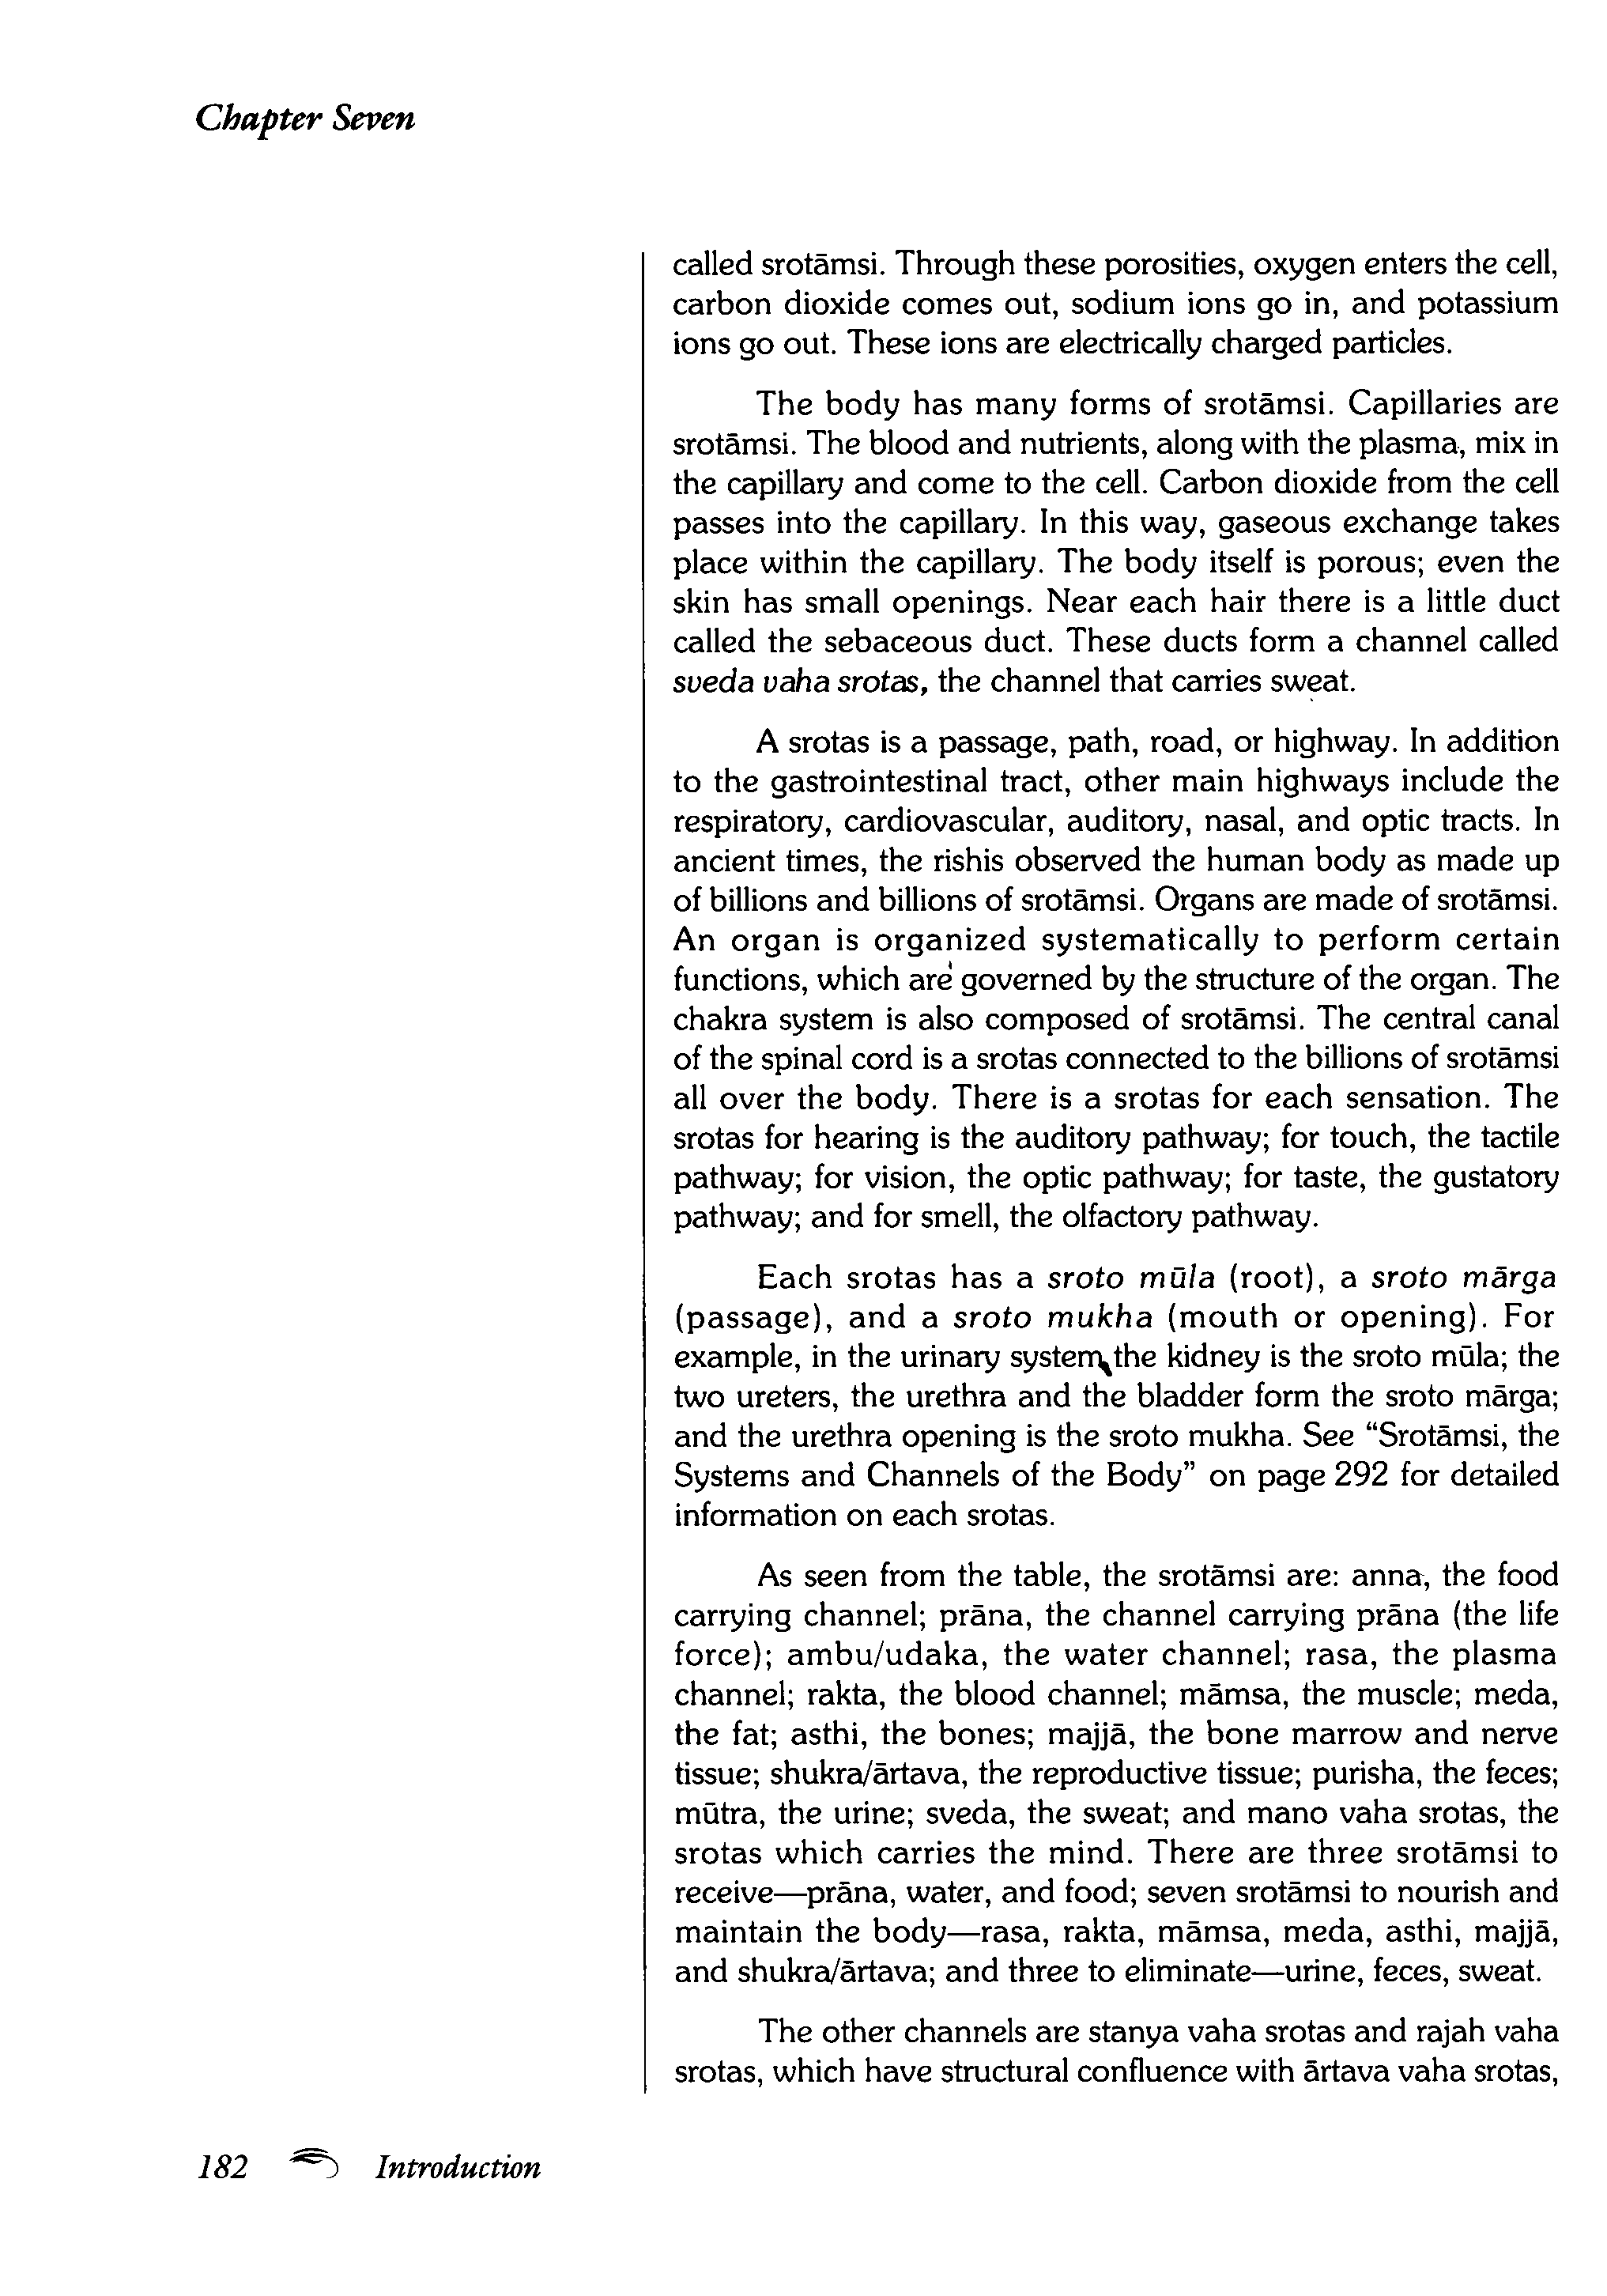 Chapter Seven
called srotāmsi. Through these porosities, oxygen enters the cell,
carbon dioxide comes out, sodium ions go in, and potassium
ions go out. These ions are electrically charged particles.
The body has many forms of srotāmsi. Capillaries are
srotāmsi. The blood and nutrients, along with the plasma, mix in
the capillary and come to the cell. Carbon dioxide from the cell
passes into the capillary. In this way, gaseous exchange takes
place within the capillary. The body itself is porous; even the
skin has small openings. Near each hair there is a little duct
called the sebaceous duct. These ducts form a channel called
sveda vaha srotas, the channel that carries sweat.
A srotas is a passage, path, road, or highway. In addition
to the gastrointestinal tract, other main highways include the
respiratory, cardiovascular, auditory, nasal, and optic tracts. In
ancient times, the rishis observed the human body as made up
of billions and billions of srotāmsi. Organs are made of srotāmsi.
An organ is organized systematically to perform certain
functions, which are governed by the structure of the organ. The
chakra system is also composed of srotāmsi. The central canal
of the spinal cord is a srotas connected to the billions of srotāmsi
all over the body. There is a srotas for each sensation. The
srotas for hearing is the auditory pathway; for touch, the tactile
pathway; for vision, the optic pathway; for taste, the gustatory
pathway; and for smell, the olfactory pathway.
Each srotas has a sroto mūla (root), a sroto mārga
(passage), and a sroto mukha (mouth or opening). For
example, in the urinary system, the kidney is the sroto mūla; the
two ureters, the urethra and the bladder form the sroto mārga;
and the urethra opening is the sroto mukha. See “Srotāmsi, the
Systems and Channels of the Body” on page 292 for detailed
information on each srotas.
As seen from the table, the srotāmsi are: anna, the food
carrying channel; prāna, the channel carrying prāna (the life
force); ambu/udaka, the water channel; rasa, the plasma
channel; rakta, the blood channel; māmsa, the muscle; meda,
the fat; asthi, the bones; majjā, the bone marrow and nerve
tissue; shukra/ārtava, the reproductive tissue; purisha, the feces;
mūtra, the urine; sveda, the sweat; and mano vaha srotas, the
srotas which carries the mind. There are three srotāmsi to
receive—prāna, water, and food; seven srotāmsi to nourish and
maintain the body—rasa, rakta, māmsa, meda, asthi, majjā,
and shukra/ārtava; and three to eliminate—urine, feces, sweat.
The other channels are stanya vaha srotas and rajah vaha
srotas, which have structural confluence with ārtava vaha srotas,
182 Introduction